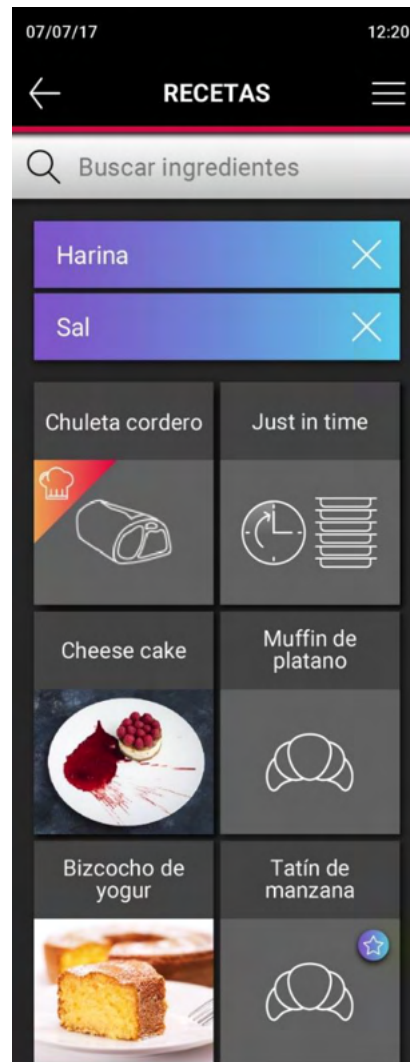 07/07/17 12:20
RECETAS
Buscar ingredientes
Harina
Sal
Chuleta cordero
Just in time
Cheese cake
Muffin de
platano
Bizcocho de
yogur
Tatín de
manzana